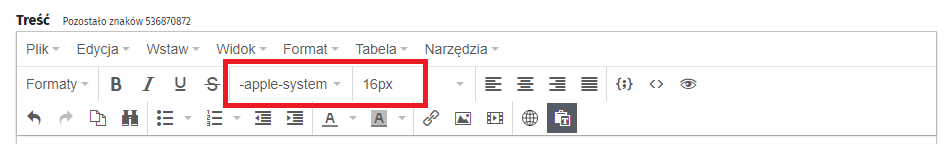 Treść Pozostało znaków 536870872
Plik Edycja Wstaw Widok Format Tabela Narzędzia
Formaty B I U S -apple-system 16px {;} <>
A A T